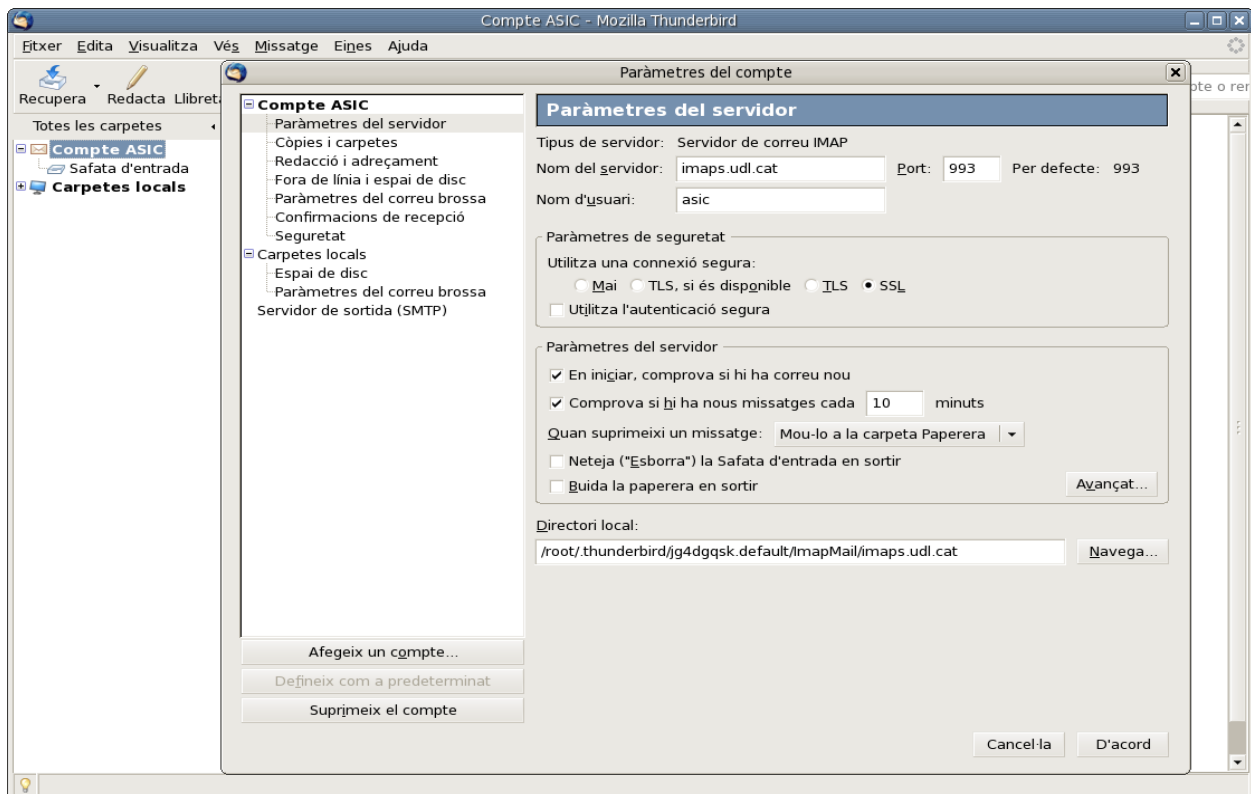 Compte ASIC - Mozilla Thunderbird
Fitxer Edita Visualitza Vés Missatge Eines Ajuda
Recupera Redacta
Totes les carpetes
Compte ASIC
Safata d'entrada
Carpetes locals
Paràmetres del compte
Compte ASIC
Paràmetres del servidor
Còpies i carpetes
Redacció i adreçament
Fora de línia i espai de disc
Paràmetres del correu brossa
Confirmacions de recepció
Seguretat
Carpetes locals
Espai de disc
Paràmetres del correu brossa
Servidor de sortida (SMTP)
Afegeix un compte...
Defineix com a predeterminat
Suprimeix el compte
Paràmetres del servidor
Tipus de servidor: Servidor de correu IMAP
Nom del servidor: imaps.udl.cat Port: 993 Per defecte: 993
Nom d'usuari: asic
Paràmetres de seguretat
Utilitza una connexió segura:
Mai TLS, si és disponible TLS SSL
Utilitza l'autenticació segura
Paràmetres del servidor
En iniciar, comprova si hi ha correu nou
Comprova si hi ha nous missatges cada 10 minuts
Quan suprimeixi un missatge: Mou-lo a la carpeta Paperera
Neteja ("Esborra") la Safata d'entrada en sortir
Buida la paperera en sortir
Avançat...
Directori local:
/root/.thunderbird/jg4dgqsk.default/ImapMail/imaps.udl.cat Navega...
Cancel·la D'acord